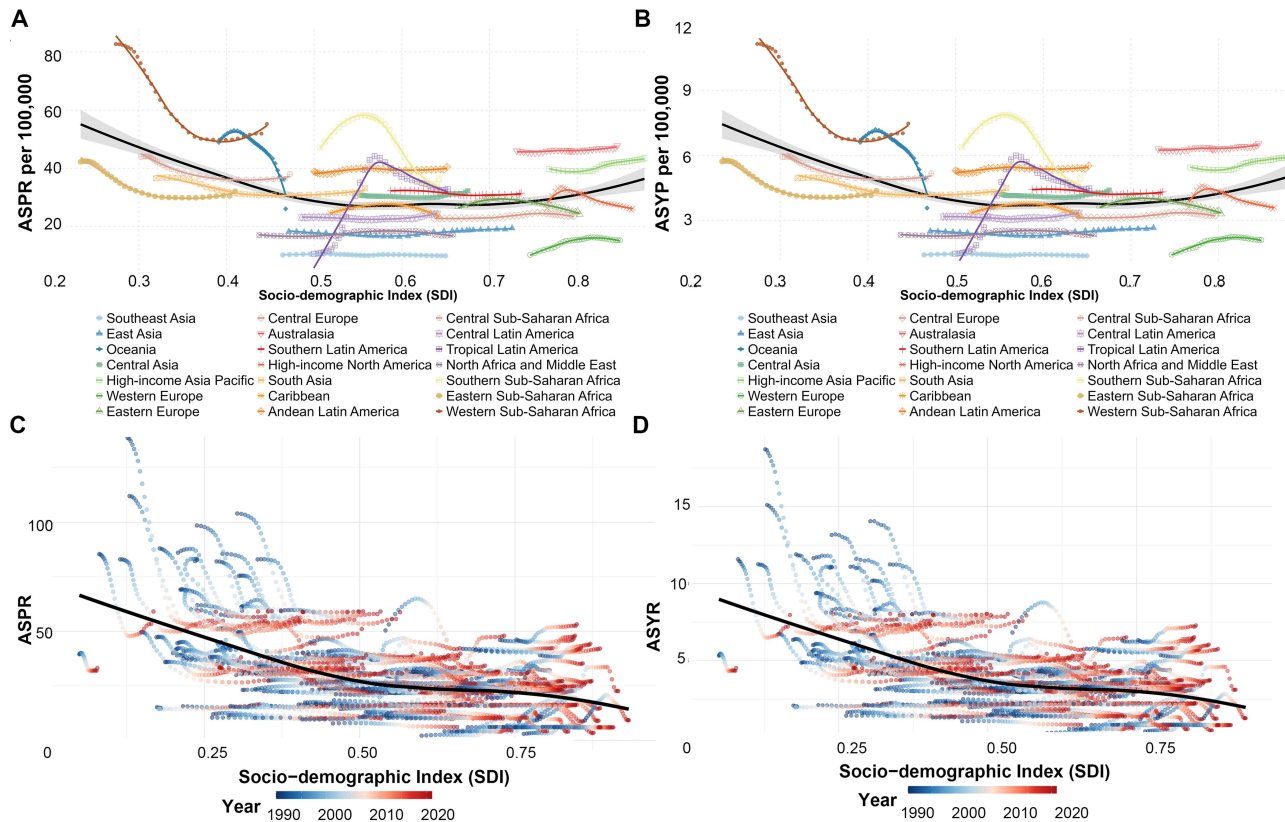 A
B
ASPR per 100,000
80
60
40
20
0.2 0.3 0.4 0.5 0.6 0.7 0.8
Socio-demographic Index (SDI)
ASYP per 100,000
12
9
6
3
0.2 0.3 0.4 0.5 0.6 0.7 0.8
Socio-demographic Index (SDI)
Southeast Asia Central Europe Central Sub-Saharan Africa
East Asia Australasia Central Latin America
Oceania Southern Latin America Tropical Latin America
Central Asia High-income North America North Africa and Middle East
High-income Asia Pacific South Asia Southern Sub-Saharan Africa
Western Europe Caribbean Eastern Sub-Saharan Africa
Eastern Europe Andean Latin America Western Sub-Saharan Africa
Southeast Asia Central Europe Central Sub-Saharan Africa
East Asia Australasia Central Latin America
Oceania Southern Latin America Tropical Latin America
Central Asia High-income North America North Africa and Middle East
High-income Asia Pacific South Asia Southern Sub-Saharan Africa
Western Europe Caribbean Eastern Sub-Saharan Africa
Eastern Europe Andean Latin America Western Sub-Saharan Africa
C
D
ASPR
100
50
0 0.25 0.50 0.75
Socio−demographic Index (SDI)
Year 1990 2000 2010 2020
ASYR
15
10
5
0 0.25 0.50 0.75
Socio−demographic Index (SDI)
Year 1990 2000 2010 2020